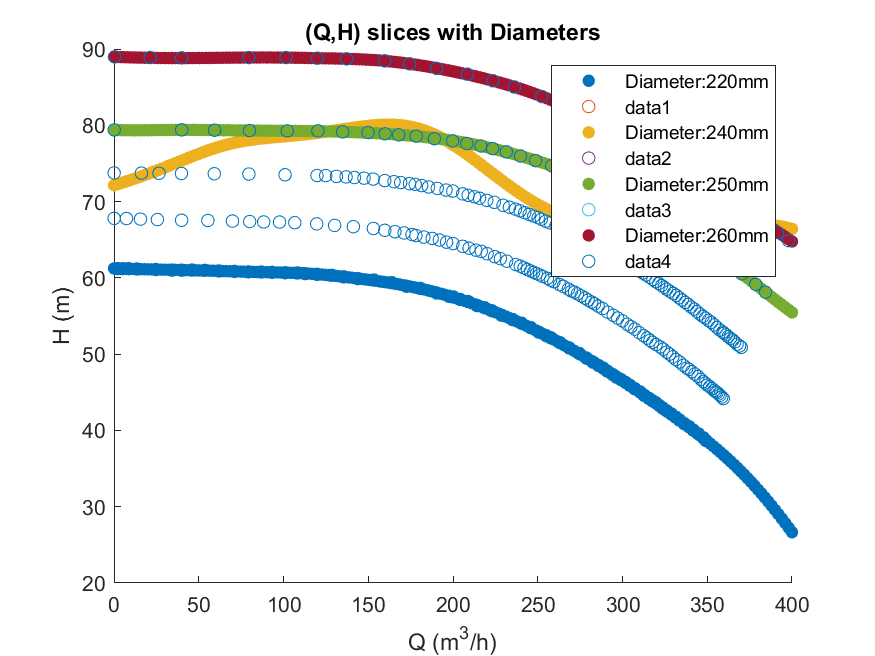 (Q,H) slices with Diameters
90
80
70
60
50
40
30
20
H (m)
Diameter:220mm
data1
Diameter:240mm
data2
Diameter:250mm
data3
Diameter:260mm
data4
0 50 100 150 200 250 300 350 400
Q (m³/h)